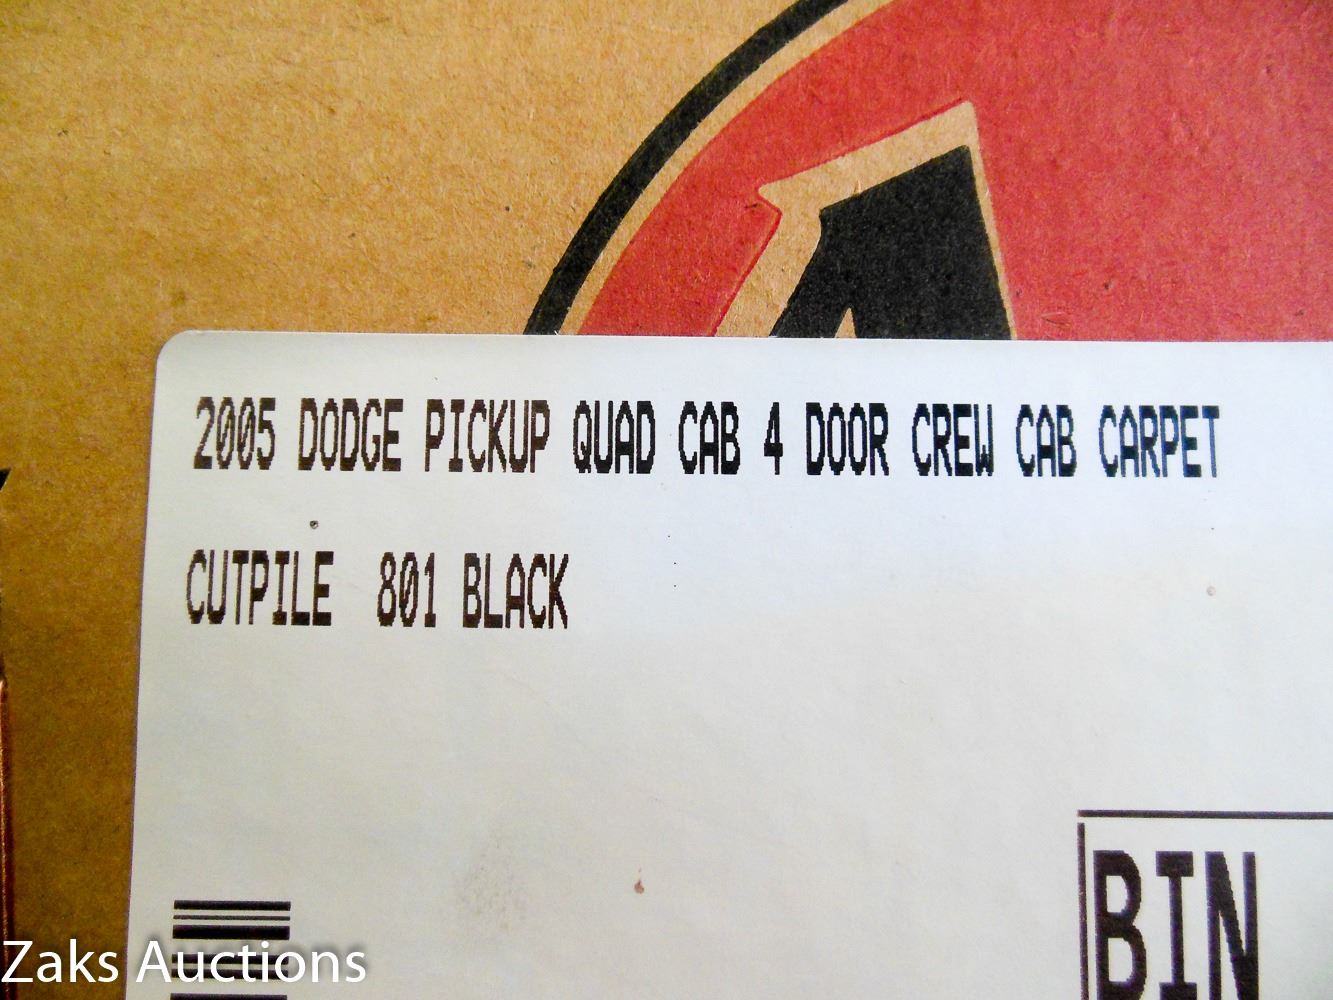 2005 DODGE PICKUP QUAD CAB 4 DOOR CREW CAB CARPET
CUTPILE  801 BLACK
BIN
Zaks Auctions